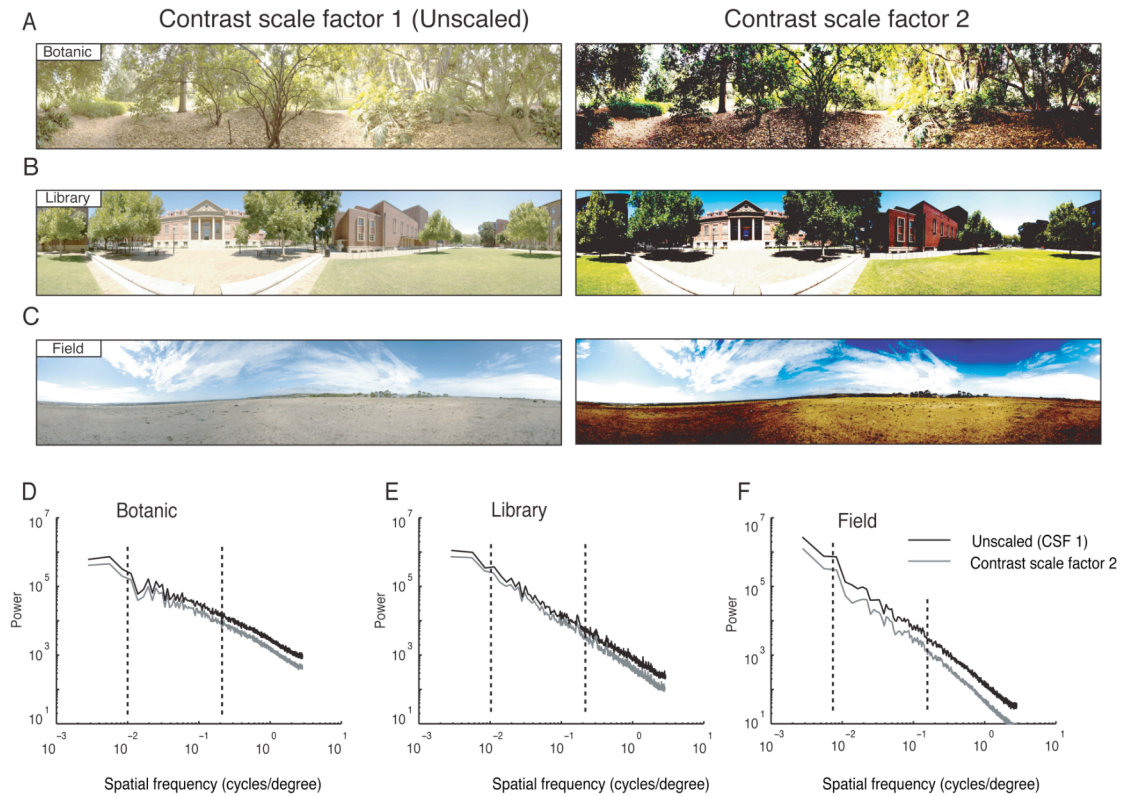 A
Contrast scale factor 1 (Unscaled)
Contrast scale factor 2
Botanic
B
Library
C
Field
D
Botanic
10^7
10^5
10^3
10^1
Power
10^-3
10^-2
10^-1
10^0
10^1
Spatial frequency (cycles/degree)
E
Library
10^7
10^5
10^3
10^1
Power
10^-3
10^-2
10^-1
10^0
10^1
Spatial frequency (cycles/degree)
F
Field
Unscaled (CSF 1)
Contrast scale factor 2
10^7
10^5
10^3
10^1
Power
10^-3
10^-2
10^-1
10^0
10^1
Spatial frequency (cycles/degree)